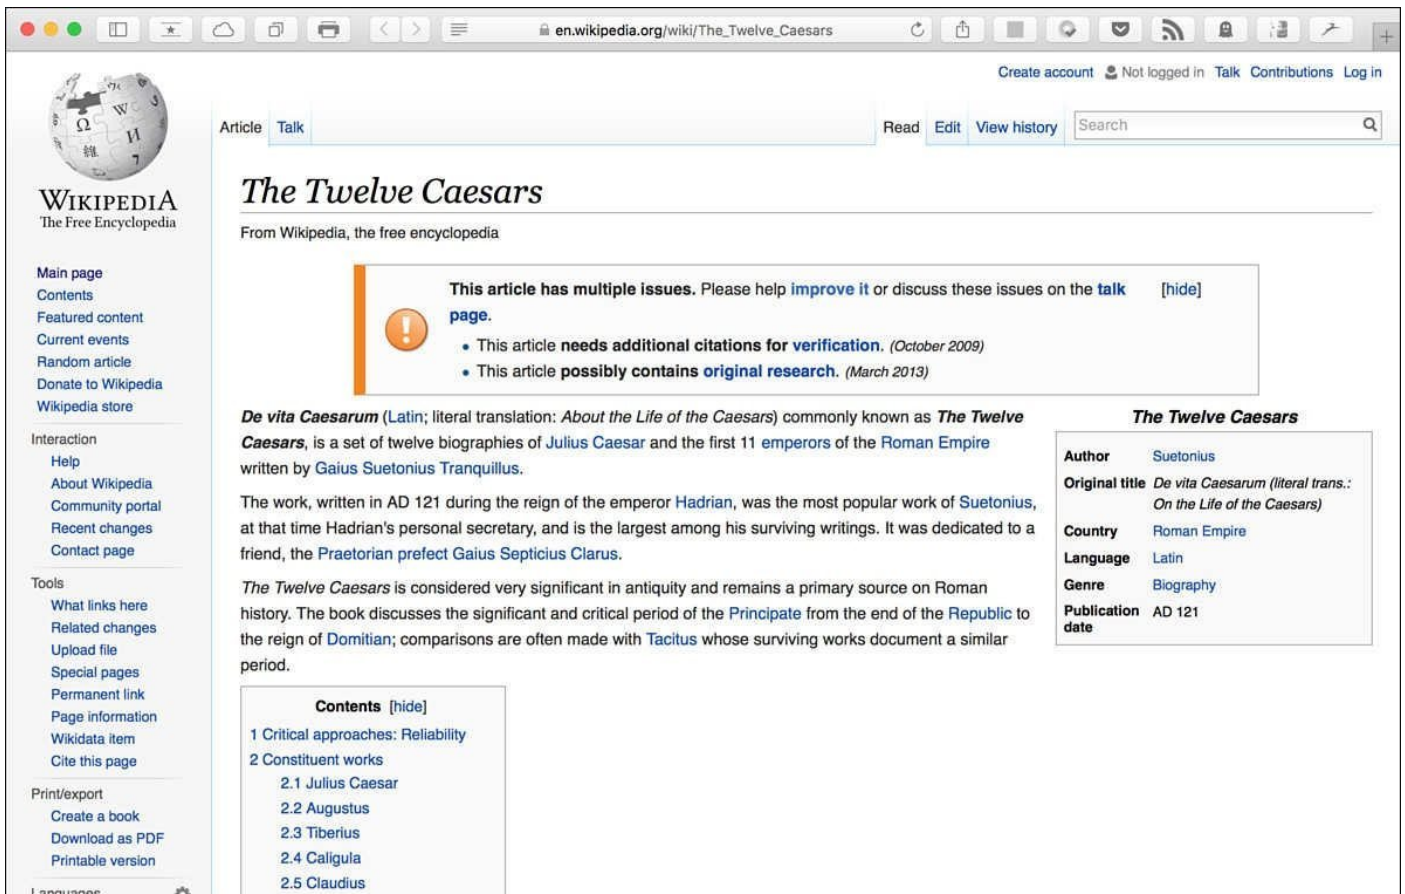 en.wikipedia.org/wiki/The_Twelve_Caesars
Create account Not logged in Talk Contributions Log in
Article Talk
Read Edit View history Search
WIKIPEDIA
The Free Encyclopedia
Main page
Contents
Featured content
Current events
Random article
Donate to Wikipedia
Wikipedia store
Interaction
Help
About Wikipedia
Community portal
Recent changes
Contact page
Tools
What links here
Related changes
Upload file
Special pages
Permanent link
Page information
Wikidata item
Cite this page
Print/export
Create a book
Download as PDF
Printable version
Languages
The Twelve Caesars
From Wikipedia, the free encyclopedia
This article has multiple issues. Please help improve it or discuss these issues on the talk [hide]
page.
• This article needs additional citations for verification. (October 2009)
• This article possibly contains original research. (March 2013)
De vita Caesarum (Latin; literal translation: About the Life of the Caesars) commonly known as The Twelve
Caesars, is a set of twelve biographies of Julius Caesar and the first 11 emperors of the Roman Empire
written by Gaius Suetonius Tranquillus.
The work, written in AD 121 during the reign of the emperor Hadrian, was the most popular work of Suetonius,
at that time Hadrian's personal secretary, and is the largest among his surviving writings. It was dedicated to a
friend, the Praetorian prefect Gaius Septicius Clarus.
The Twelve Caesars is considered very significant in antiquity and remains a primary source on Roman
history. The book discusses the significant and critical period of the Principate from the end of the Republic to
the reign of Domitian; comparisons are often made with Tacitus whose surviving works document a similar
period.
The Twelve Caesars
Author Suetonius
Original title De vita Caesarum (literal trans.:
On the Life of the Caesars)
Country Roman Empire
Language Latin
Genre Biography
Publication AD 121
date
Contents [hide]
1 Critical approaches: Reliability
2 Constituent works
2.1 Julius Caesar
2.2 Augustus
2.3 Tiberius
2.4 Caligula
2.5 Claudius